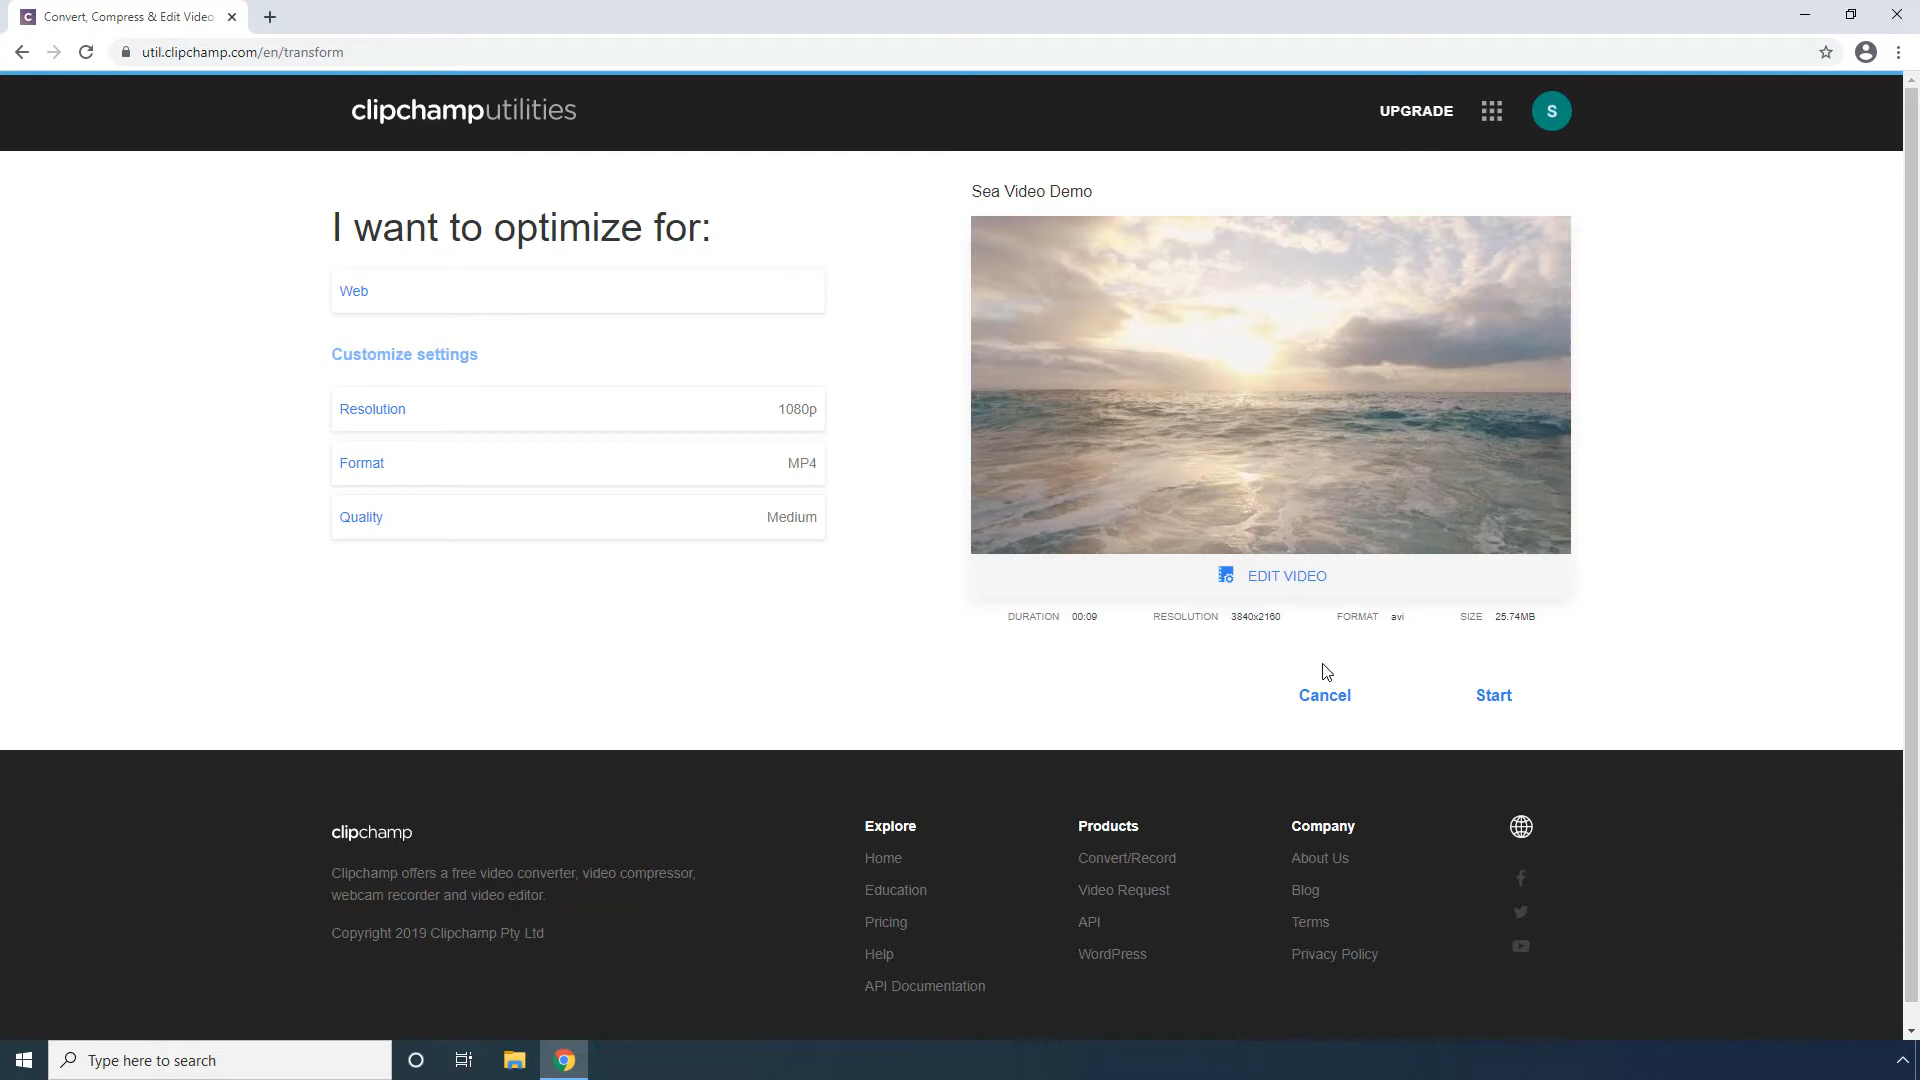 Convert, Compress & Edit Video
util.clipchamp.com/en/transform
clipchamputilities
UPGRADE
S
I want to optimize for:
Web
Customize settings
Resolution 1080p
Format MP4
Quality Medium
Sea Video Demo
EDIT VIDEO
DURATION 00:09 RESOLUTION 3840x2160 FORMAT avi SIZE 25.74MB
Cancel Start
clipchamp
Clipchamp offers a free video converter, video compressor,
webcam recorder and video editor.
Copyright 2019 Clipchamp Pty Ltd
Explore
Home
Education
Pricing
Help
API Documentation
Products
Convert/Record
Video Request
API
WordPress
Company
About Us
Blog
Terms
Privacy Policy
Type here to search